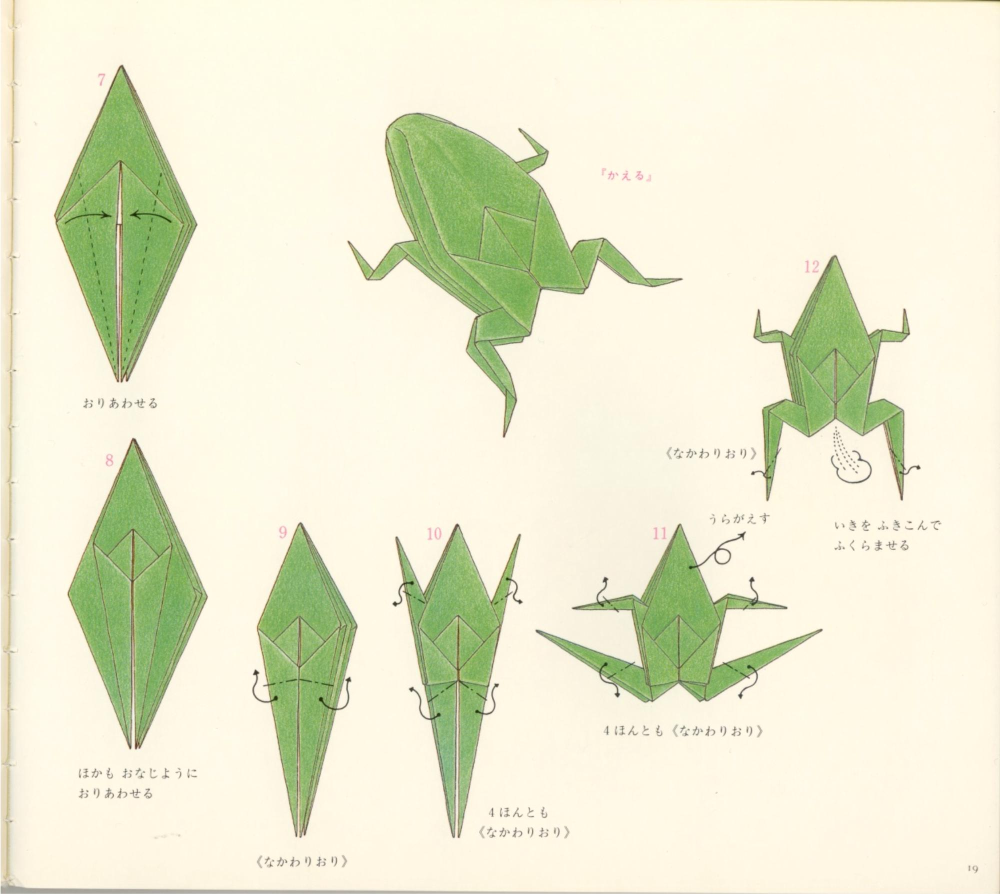 7
おりあわせる
8
ほかも おなじように
おりあわせる
9
《なかわりおり》
10
4ほんとも
《なかわりおり》
11
うらがえす
4ほんとも《なかわりおり》
12
《なかわりおり》
いきを ふきこんで
ふくらませる
『かえる』
19